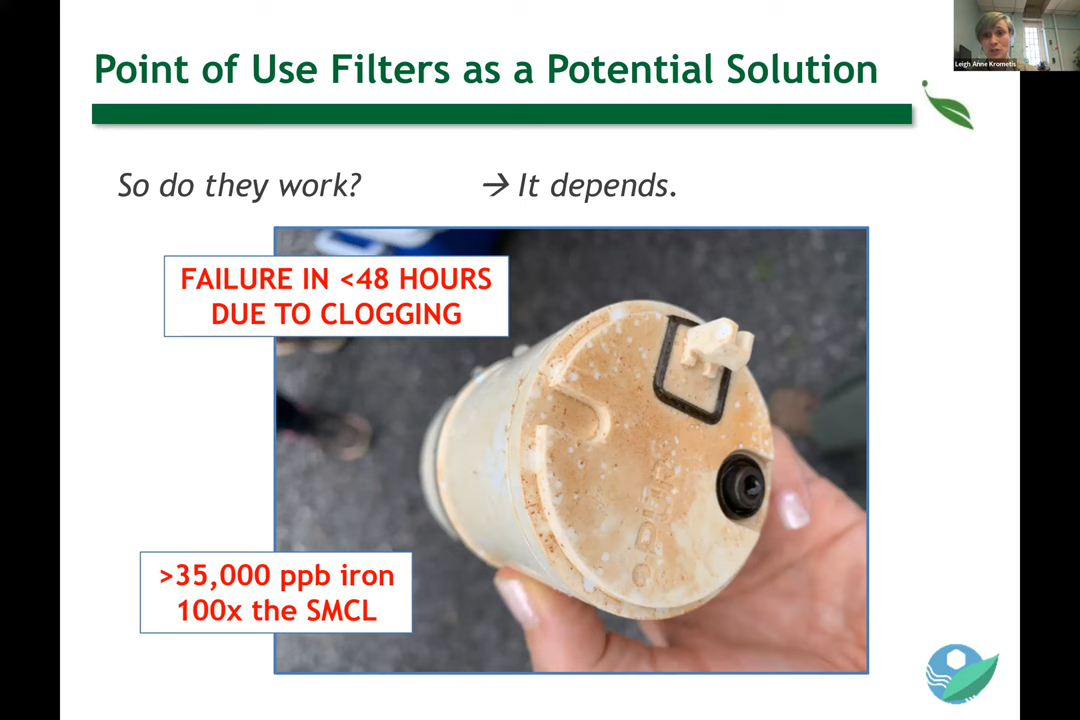 Point of Use Filters as a Potential Solution
Leigh Anne Krometis
So do they work? → It depends.
FAILURE IN <48 HOURS
DUE TO CLOGGING
PUR
>35,000 ppb iron
100x the SMCL